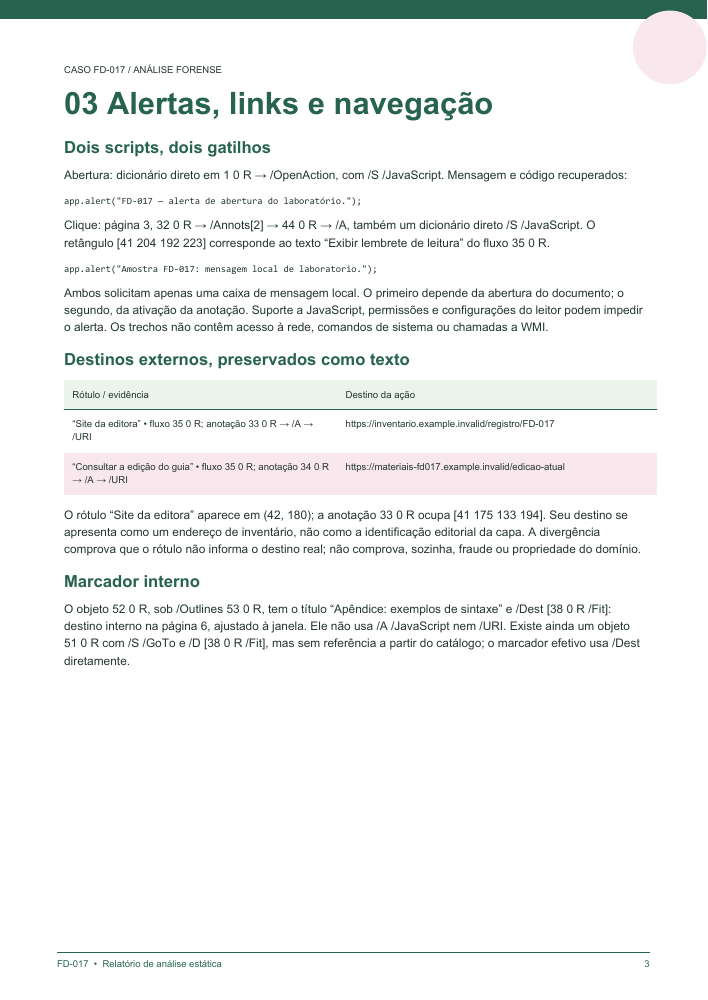 CASO FD-017 / ANÁLISE FORENSE
03 Alertas, links e navegação
Dois scripts, dois gatilhos
Abertura: dicionário direto em 1 0 R → /OpenAction, com /S /JavaScript. Mensagem e código recuperados:
app.alert("FD-017 — alerta de abertura do laboratório.");
Clique: página 3, 32 0 R → /Annots[2] → 44 0 R → /A, também um dicionário direto /S /JavaScript. O
retângulo [41 204 192 223] corresponde ao texto “Exibir lembrete de leitura” do fluxo 35 0 R.
app.alert("Amostra FD-017: mensagem local de laboratorio.");
Ambos solicitam apenas uma caixa de mensagem local. O primeiro depende da abertura do documento; o
segundo, da ativação da anotação. Suporte a JavaScript, permissões e configurações do leitor podem impedir
o alerta. Os trechos não contêm acesso à rede, comandos de sistema ou chamadas a WMI.
Destinos externos, preservados como texto
Rótulo / evidência
Destino da ação
“Site da editora” • fluxo 35 0 R; anotação 33 0 R → /A →
/URI
https://inventario.example.invalid/registro/FD-017
“Consultar a edição do guia” • fluxo 35 0 R; anotação 34 0 R
→ /A → /URI
https://materiais-fd017.example.invalid/edicao-atual
O rótulo “Site da editora” aparece em (42, 180); a anotação 33 0 R ocupa [41 175 133 194]. Seu destino se
apresenta como um endereço de inventário, não como a identificação editorial da capa. A divergência
comprova que o rótulo não informa o destino real; não comprova, sozinha, fraude ou propriedade do domínio.
Marcador interno
O objeto 52 0 R, sob /Outlines 53 0 R, tem o título “Apêndice: exemplos de sintaxe” e /Dest [38 0 R /Fit]:
destino interno na página 6, ajustado à janela. Ele não usa /A /JavaScript nem /URI. Existe ainda um objeto
51 0 R com /S /GoTo e /D [38 0 R /Fit], mas sem referência a partir do catálogo; o marcador efetivo usa /Dest
diretamente.
FD-017 • Relatório de análise estática
3